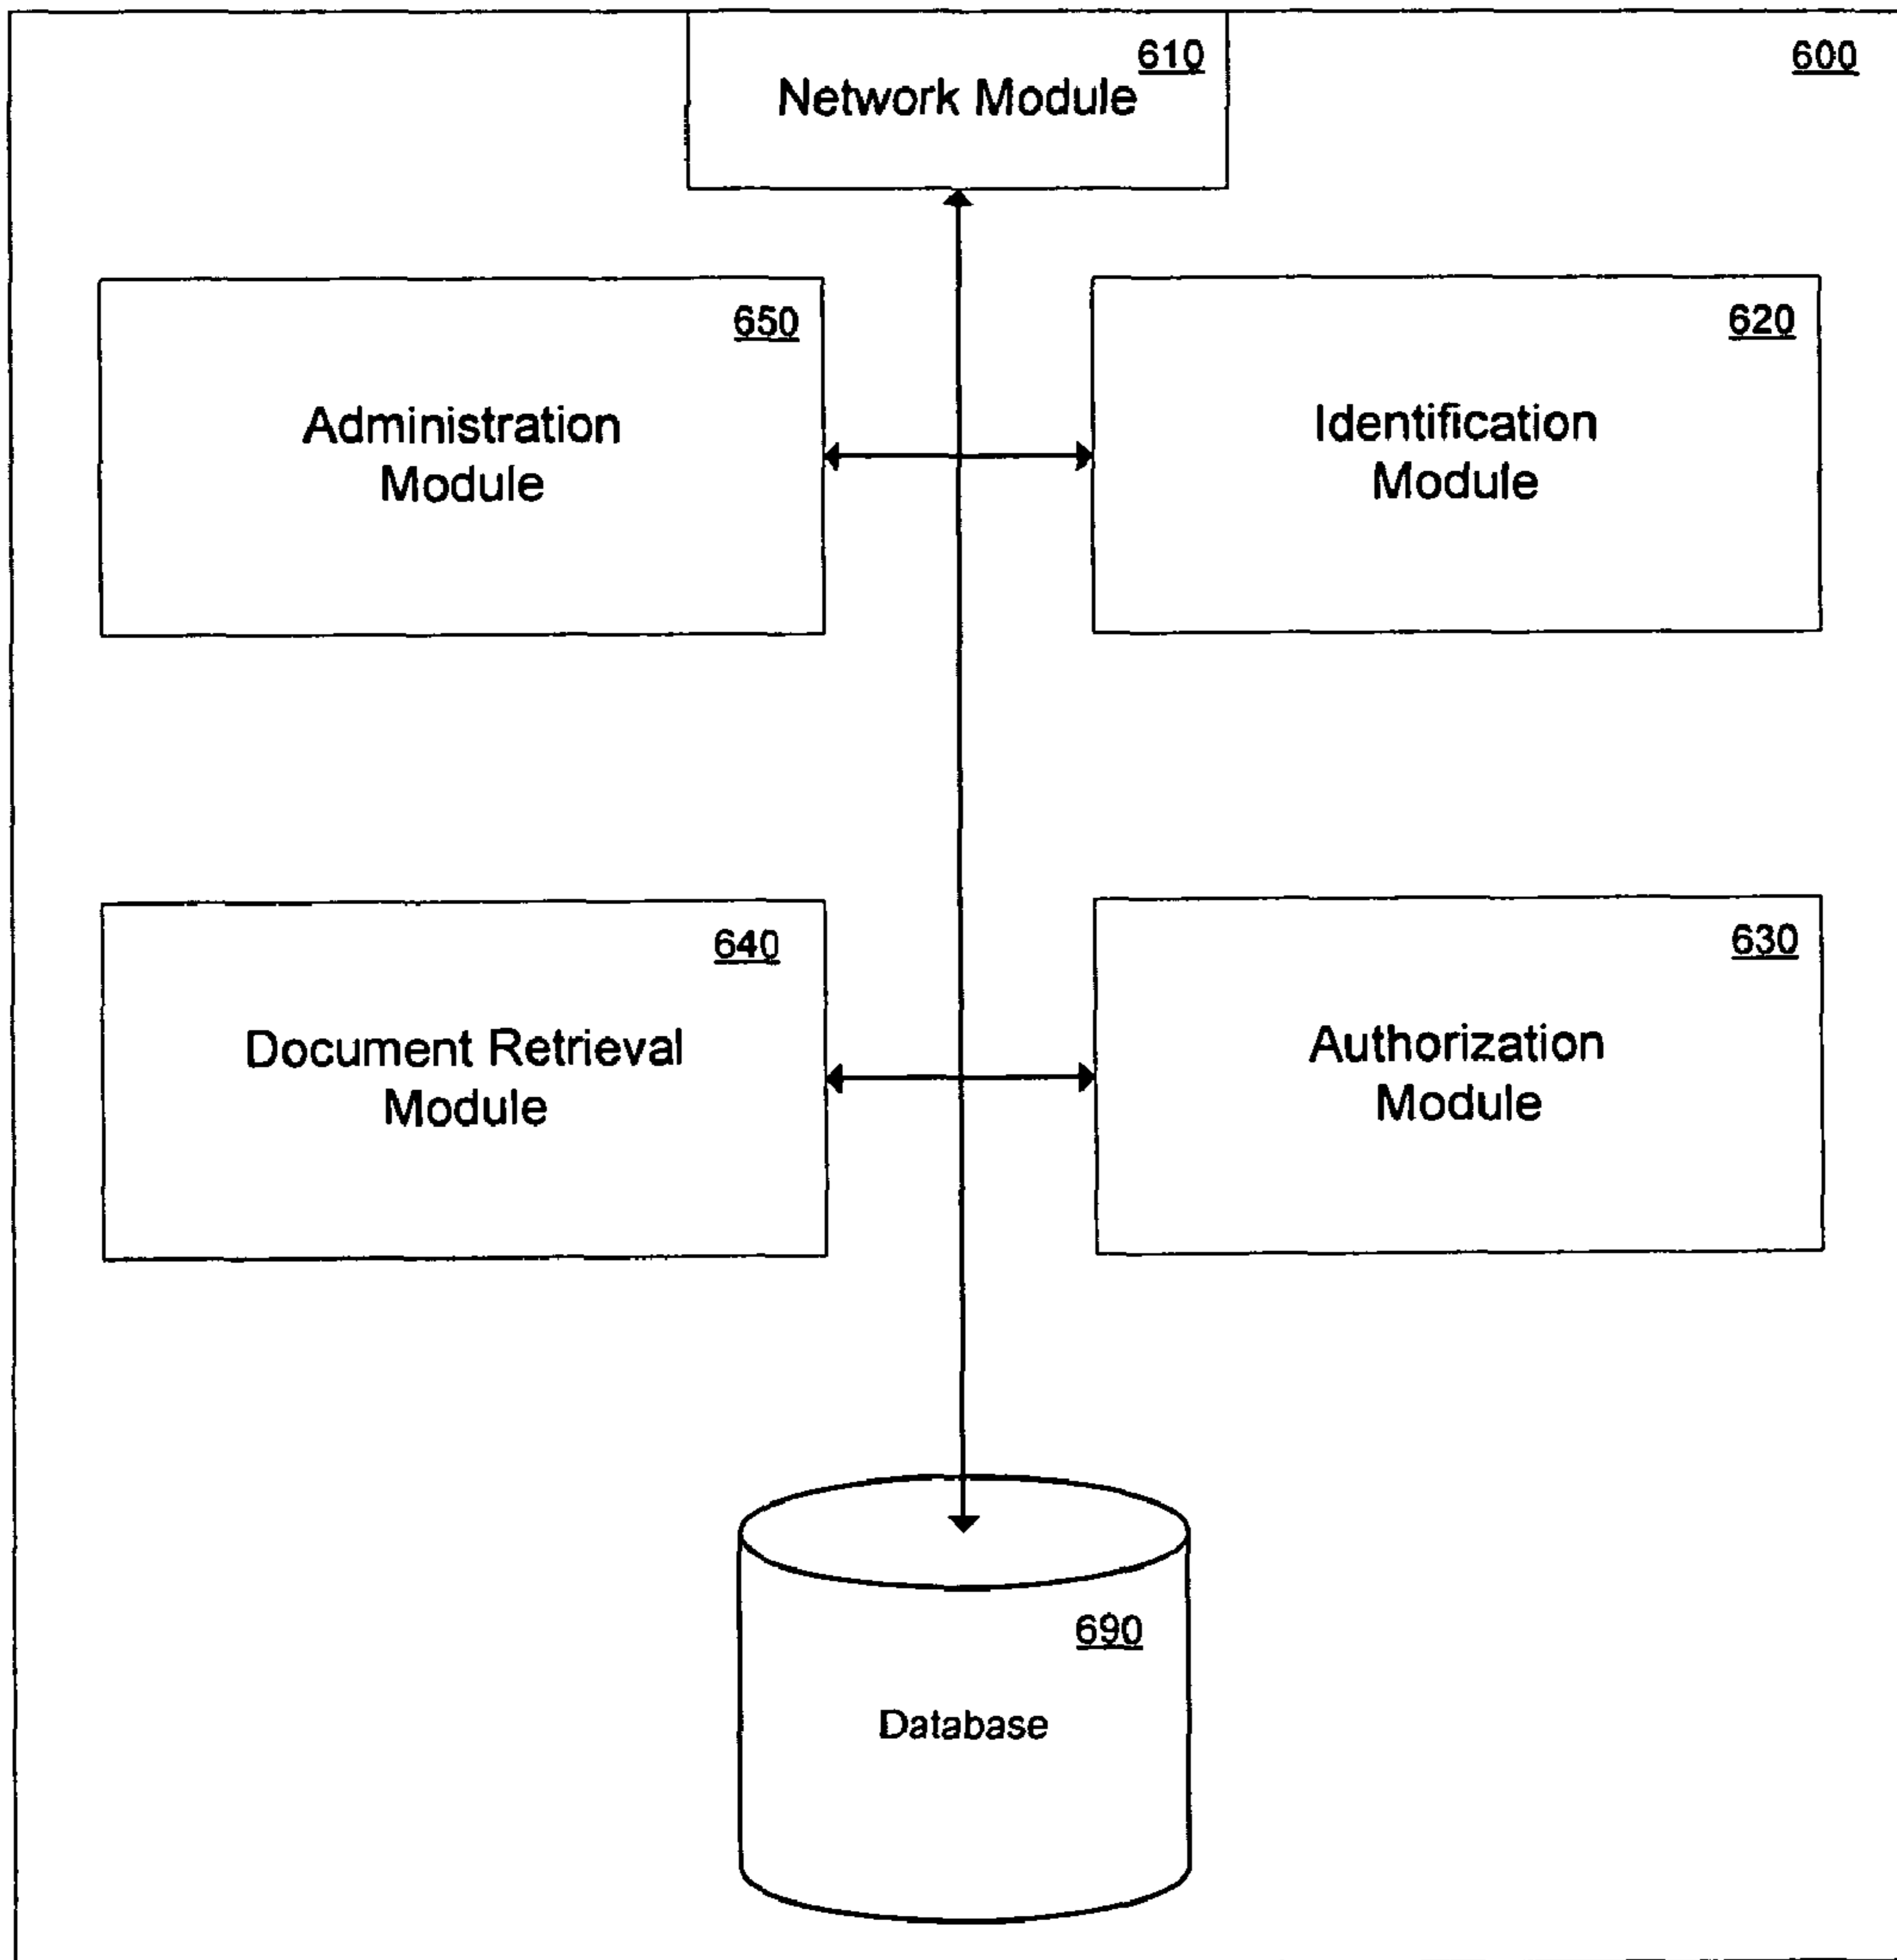 600
610
Network Module
650
Administration
Module
620
Identification
Module
640
Document Retrieval
Module
630
Authorization
Module
690
Database